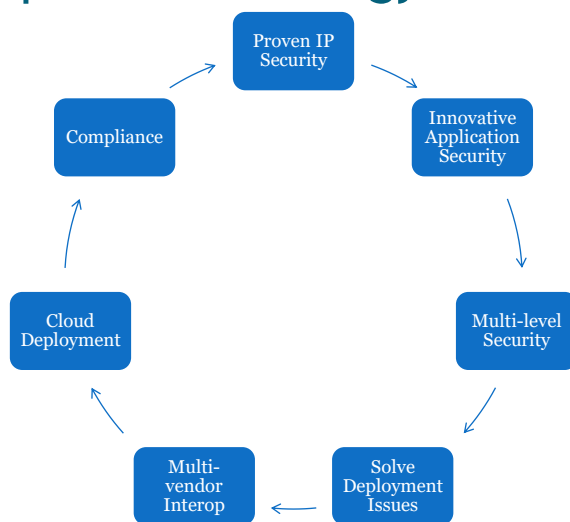 Proven IP
Security
Innovative
Application
Security
Multi-level
Security
Solve
Deployment
Issues
Multi-
vendor
Interop
Cloud
Deployment
Compliance